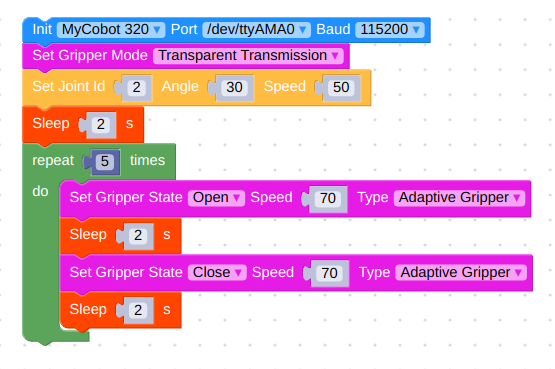 Init MyCobot 320 Port /dev/ttyAMA0 Baud 115200
Set Gripper Mode Transparent Transmission
Set Joint Id 2 Angle 30 Speed 50
Sleep 2 s
repeat 5 times
do Set Gripper State Open Speed 70 Type Adaptive Gripper
Sleep 2 s
Set Gripper State Close Speed 70 Type Adaptive Gripper
Sleep 2 s